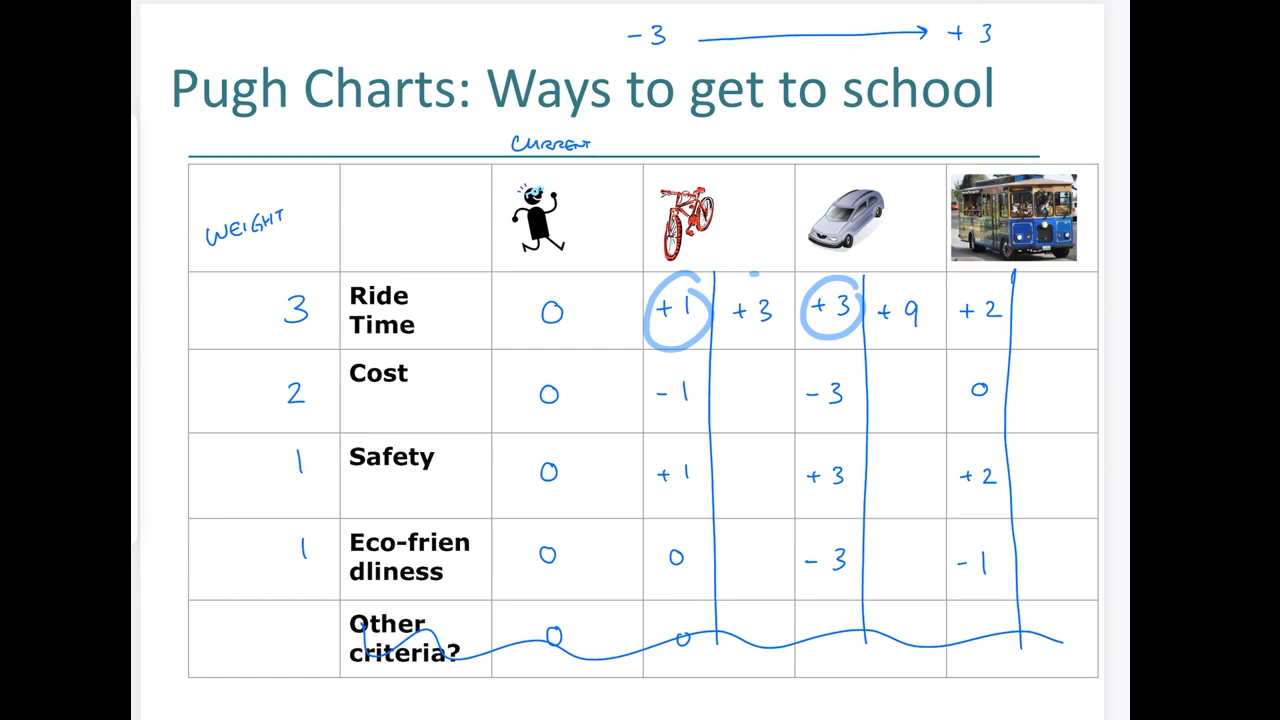 -3 → +3
Pugh Charts: Ways to get to school
CURRENT
WEIGHT
3 Ride Time 0 +1 +3 +3 +9 +2
2 Cost 0 -1 -3 0
1 Safety 0 +1 +3 +2
1 Eco-frien dliness 0 0 -3 -1
Other criteria? 0 0